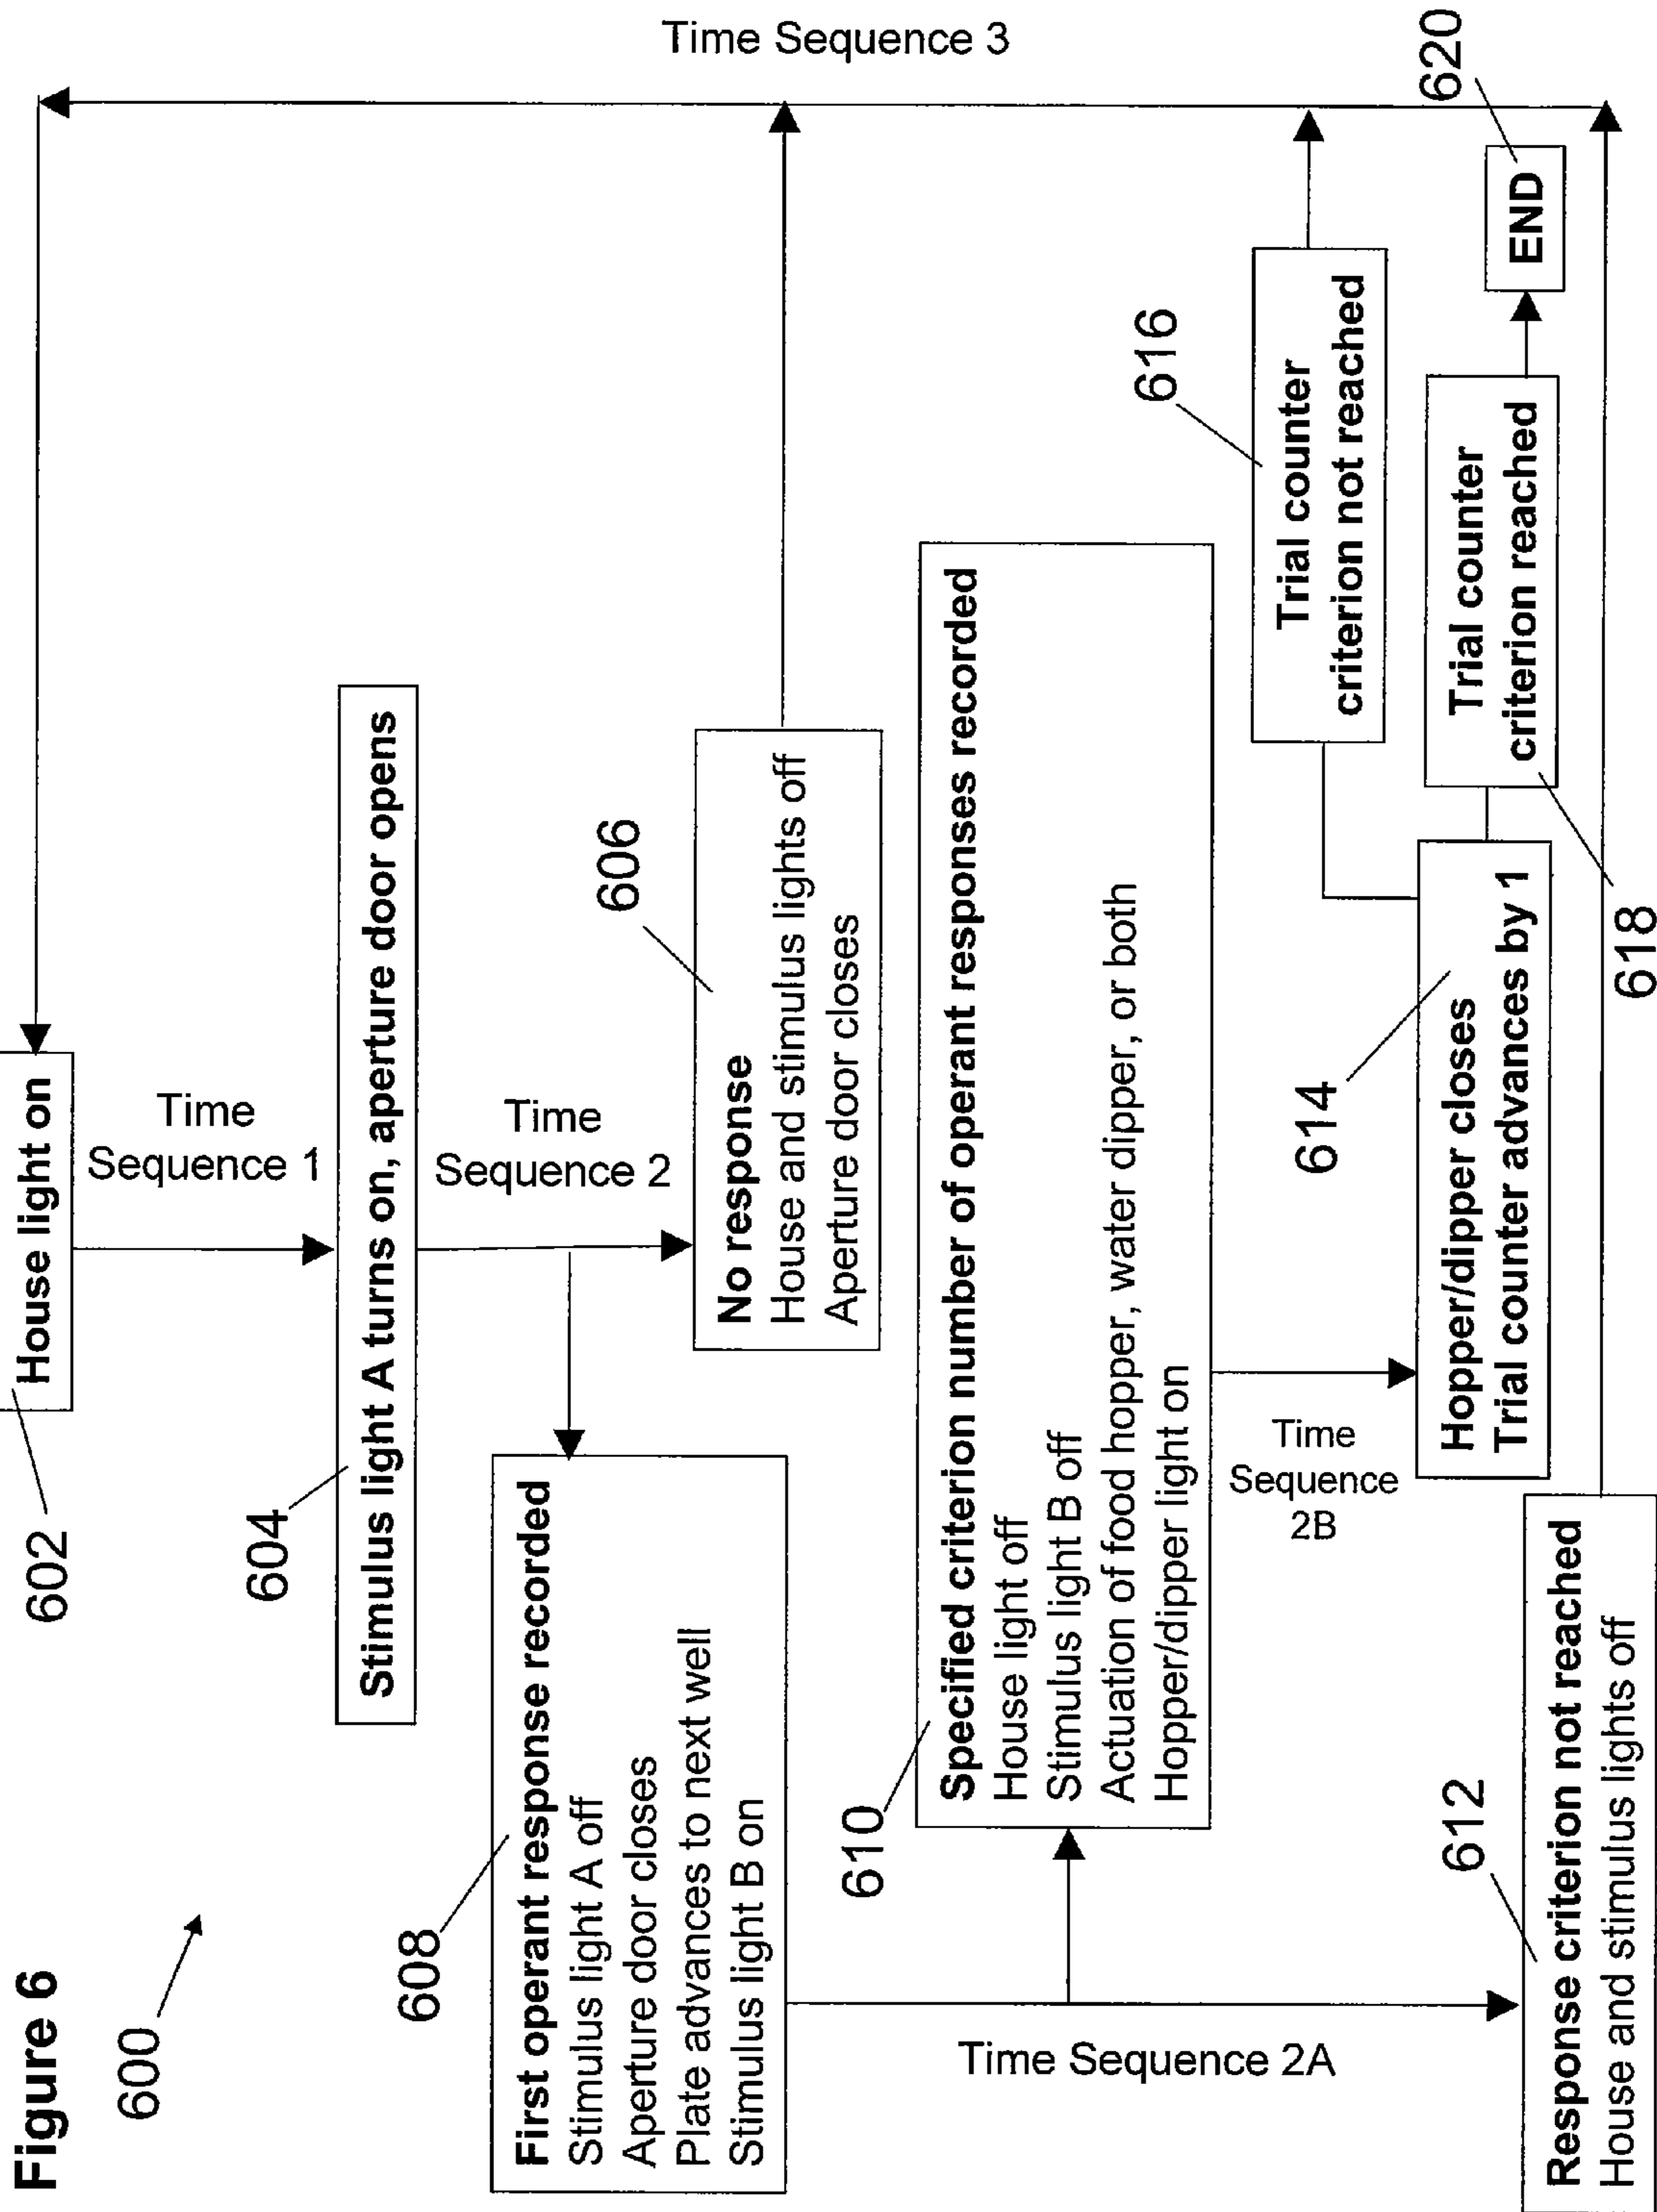 Figure 6
600
602
House light on
Time
Sequence 1
604
Stimulus light A turns on, aperture door opens
Time
Sequence 2
606
No response
House and stimulus lights off
Aperture door closes
608
First operant response recorded
Stimulus light A off
Aperture door closes
Plate advances to next well
Stimulus light B on
Time Sequence 2A
610
Specified criterion number of operant responses recorded
House light off
Stimulus light B off
Actuation of food hopper, water dipper, or both
Hopper/dipper light on
Time
Sequence
2B
612
Response criterion not reached
House and stimulus lights off
614
Hopper/dipper closes
Trial counter advances by 1
616
Trial counter
criterion not reached
618
Trial counter
criterion reached
620
END
Time Sequence 3